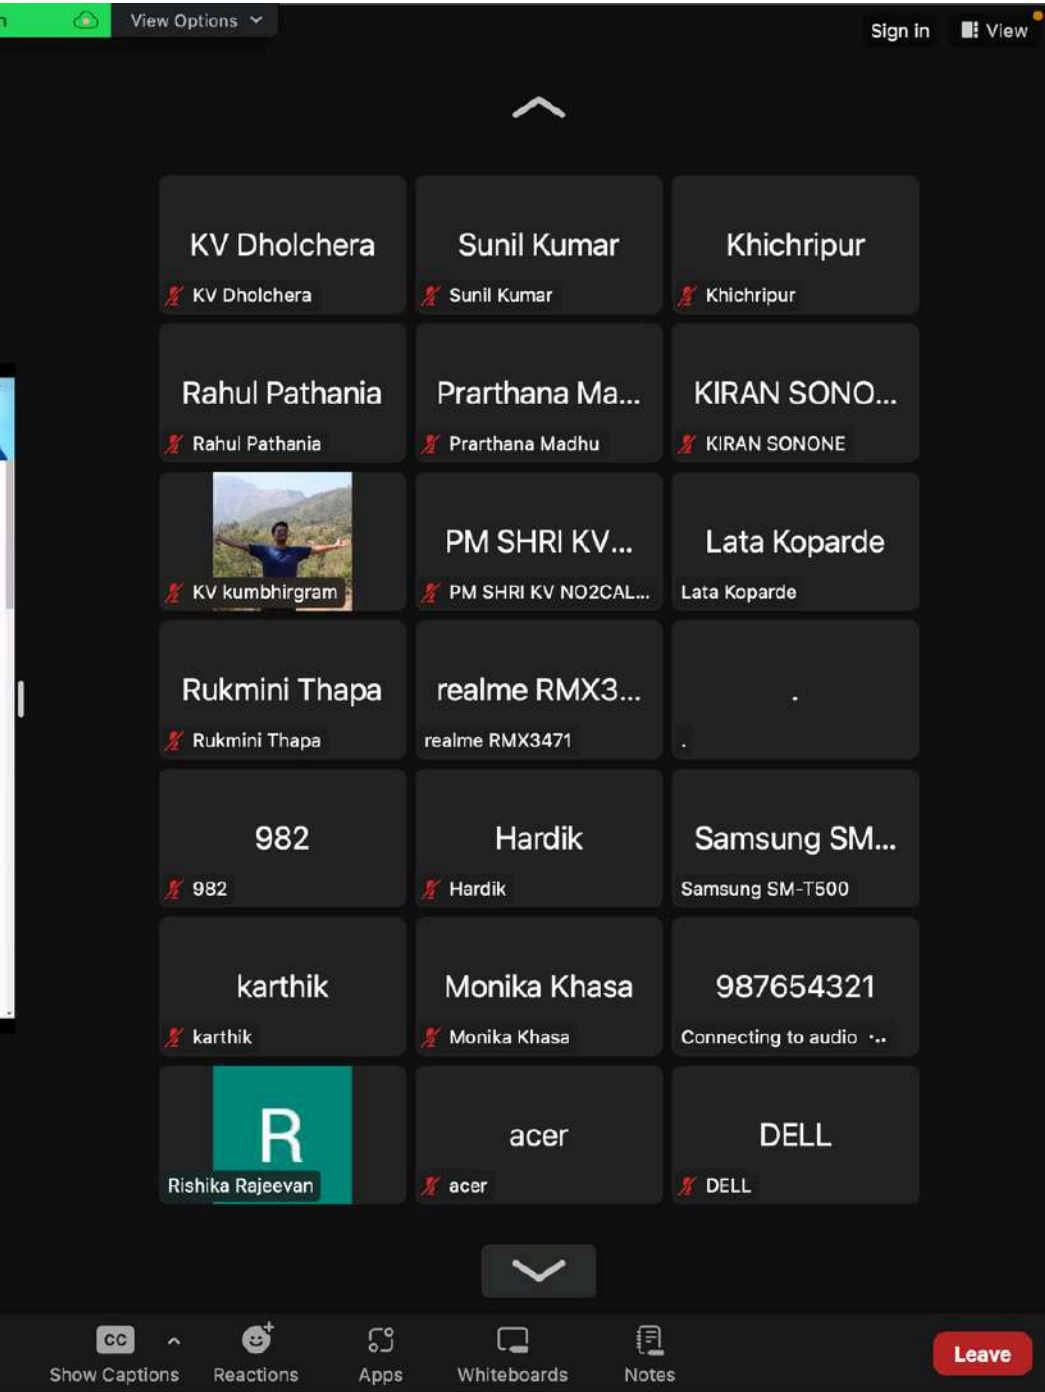 View Options
Sign in View
KV Dholchera Sunil Kumar Khichripur
KV Dholchera Sunil Kumar Khichripur
Rahul Pathania Prarthana Ma... KIRAN SONO...
Rahul Pathania Prarthana Madhu KIRAN SONONE
PM SHRI KV... Lata Koparde
KV kumbhirgram PM SHRI KV NO2CAL... Lata Koparde
Rukmini Thapa realme RMX3... .
Rukmini Thapa realme RMX3471 .
982 Hardik Samsung SM...
982 Hardik Samsung SM-T500
karthik Monika Khasa 987654321
karthik Monika Khasa Connecting to audio ·..
R acer DELL
Rishika Rajeevan acer DELL
CC
Show Captions Reactions Apps Whiteboards Notes Leave